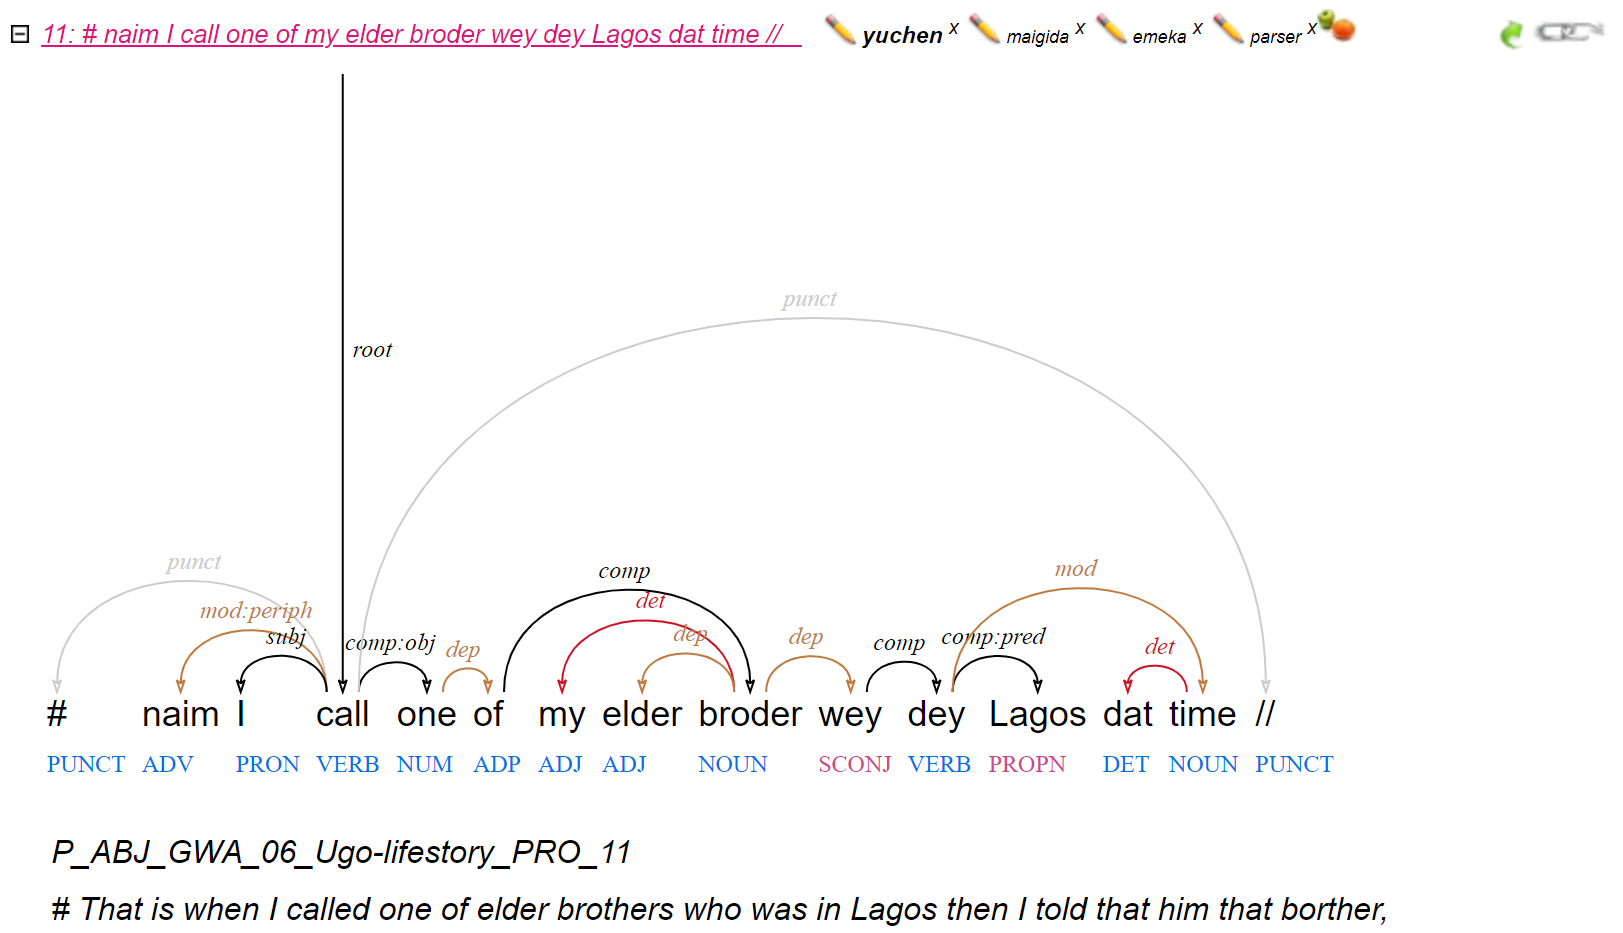 11: # naim I call one of my elder broder wey dey Lagos dat time // yuchen x maigida x emeka x parser x
punct
root
punct
comp
mod
mod:periph
det
subj
comp:obj
dep
dep
dep
comp
comp:pred
det
# naim I call one of my elder broder wey dey Lagos dat time //
PUNCT ADV PRON VERB NUM ADP ADJ ADJ NOUN SCONJ VERB PROPN DET NOUN PUNCT
P_ABJ_GWA_06_Ugo-lifestory_PRO_11
# That is when I called one of elder brothers who was in Lagos then I told that him that borther,